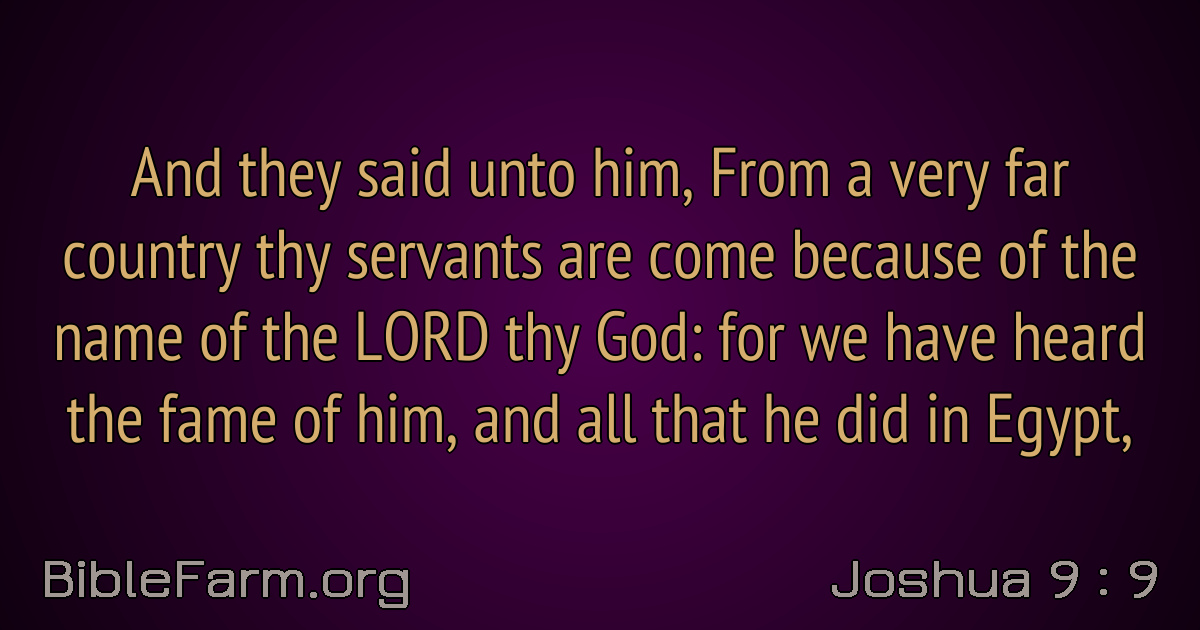 And they said unto him, From a very far
country thy servants are come because of the
name of the LORD thy God: for we have heard
the fame of him, and all that he did in Egypt,
BibleFarm.org
Joshua 9 : 9